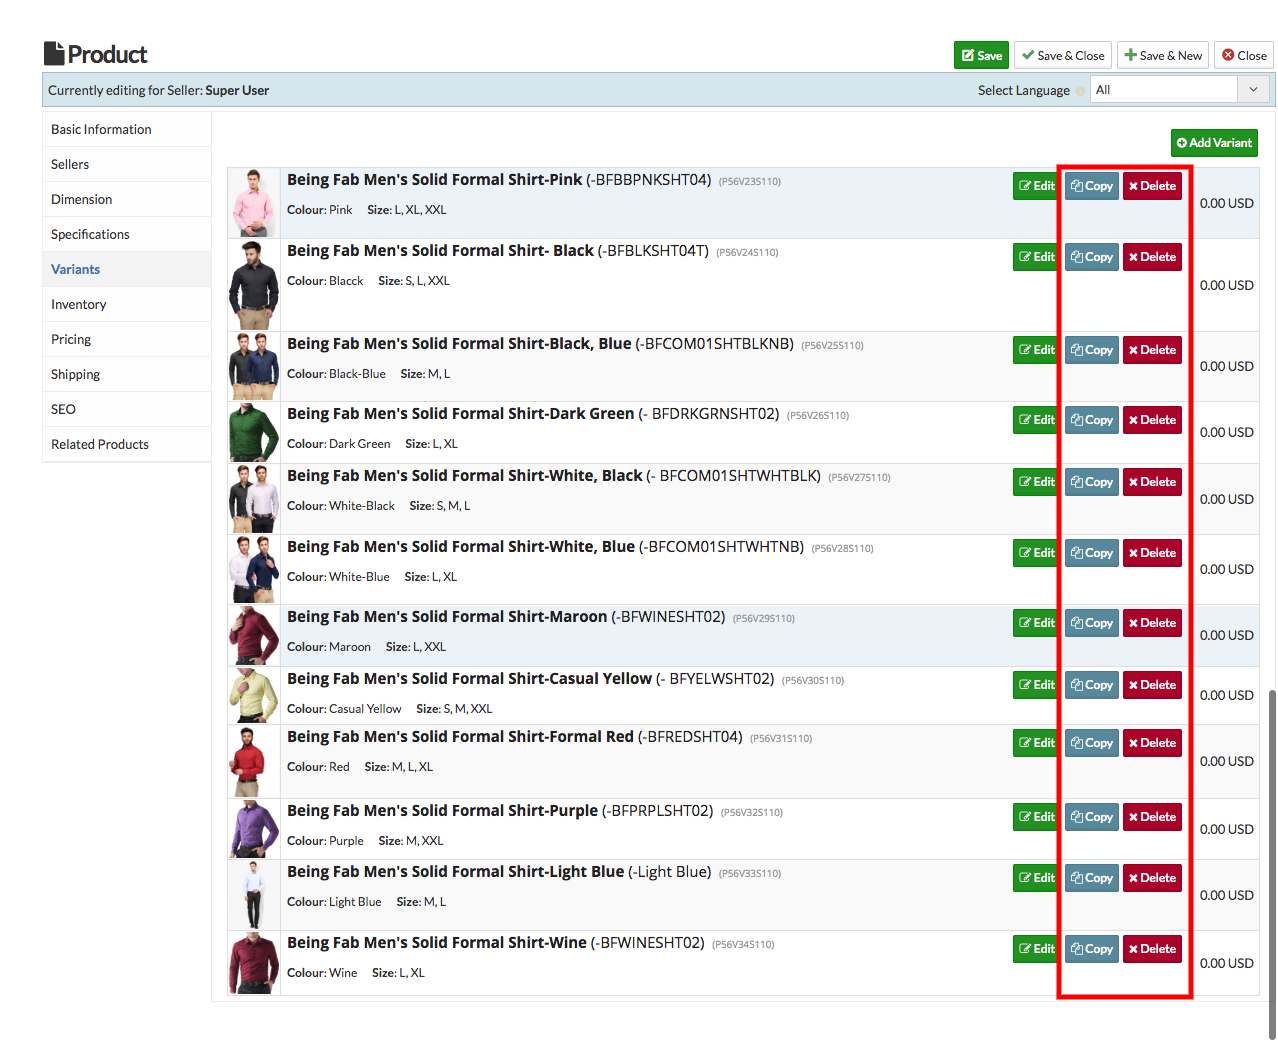 Product
Save Save & Close Save & New Close
Currently editing for Seller: Super User Select Language All
Basic Information
Sellers
Dimension
Specifications
Variants
Inventory
Pricing
Shipping
SEO
Related Products
Add Variant
Being Fab Men's Solid Formal Shirt-Pink (-BFBBPNKSHT04) (P56V23S110) Edit Copy Delete
Colour: Pink Size: L, XL, XXL 0.00 USD
Being Fab Men's Solid Formal Shirt- Black (-BFBLKSHT04T) (P56V24S110) Edit Copy Delete
Colour: Blacck Size: S, L, XXL 0.00 USD
Being Fab Men's Solid Formal Shirt-Black, Blue (-BFCOM01SHTBLKNB) (P56V25S110) Edit Copy Delete
Colour: Black-Blue Size: M, L 0.00 USD
Being Fab Men's Solid Formal Shirt-Dark Green (- BFDRKGRNSHT02) (P56V26S110) Edit Copy Delete
Colour: Dark Green Size: L, XL 0.00 USD
Being Fab Men's Solid Formal Shirt-White, Black (- BFCOM01SHTWHTBLK) (P56V27S110) Edit Copy Delete
Colour: White-Black Size: S, M, L 0.00 USD
Being Fab Men's Solid Formal Shirt-White, Blue (-BFCOM01SHTWHTNB) (P56V28S110) Edit Copy Delete
Colour: White-Blue Size: L, XL 0.00 USD
Being Fab Men's Solid Formal Shirt-Maroon (-BFWINESHT02) (P56V29S110) Edit Copy Delete
Colour: Maroon Size: L, XXL 0.00 USD
Being Fab Men's Solid Formal Shirt-Casual Yellow (- BFYELWSHT02) (P56V30S110) Edit Copy Delete
Colour: Casual Yellow Size: S, M, XXL 0.00 USD
Being Fab Men's Solid Formal Shirt-Formal Red (-BFREDSHT04) (P56V31S110) Edit Copy Delete
Colour: Red Size: M, L, XL 0.00 USD
Being Fab Men's Solid Formal Shirt-Purple (-BFPRPLSHT02) (P56V32S110) Edit Copy Delete
Colour: Purple Size: M, XXL 0.00 USD
Being Fab Men's Solid Formal Shirt-Light Blue (-Light Blue) (P56V33S110) Edit Copy Delete
Colour: Light Blue Size: M, L 0.00 USD
Being Fab Men's Solid Formal Shirt-Wine (-BFWINESHT02) (P56V34S110) Edit Copy Delete
Colour: Wine Size: L, XL 0.00 USD